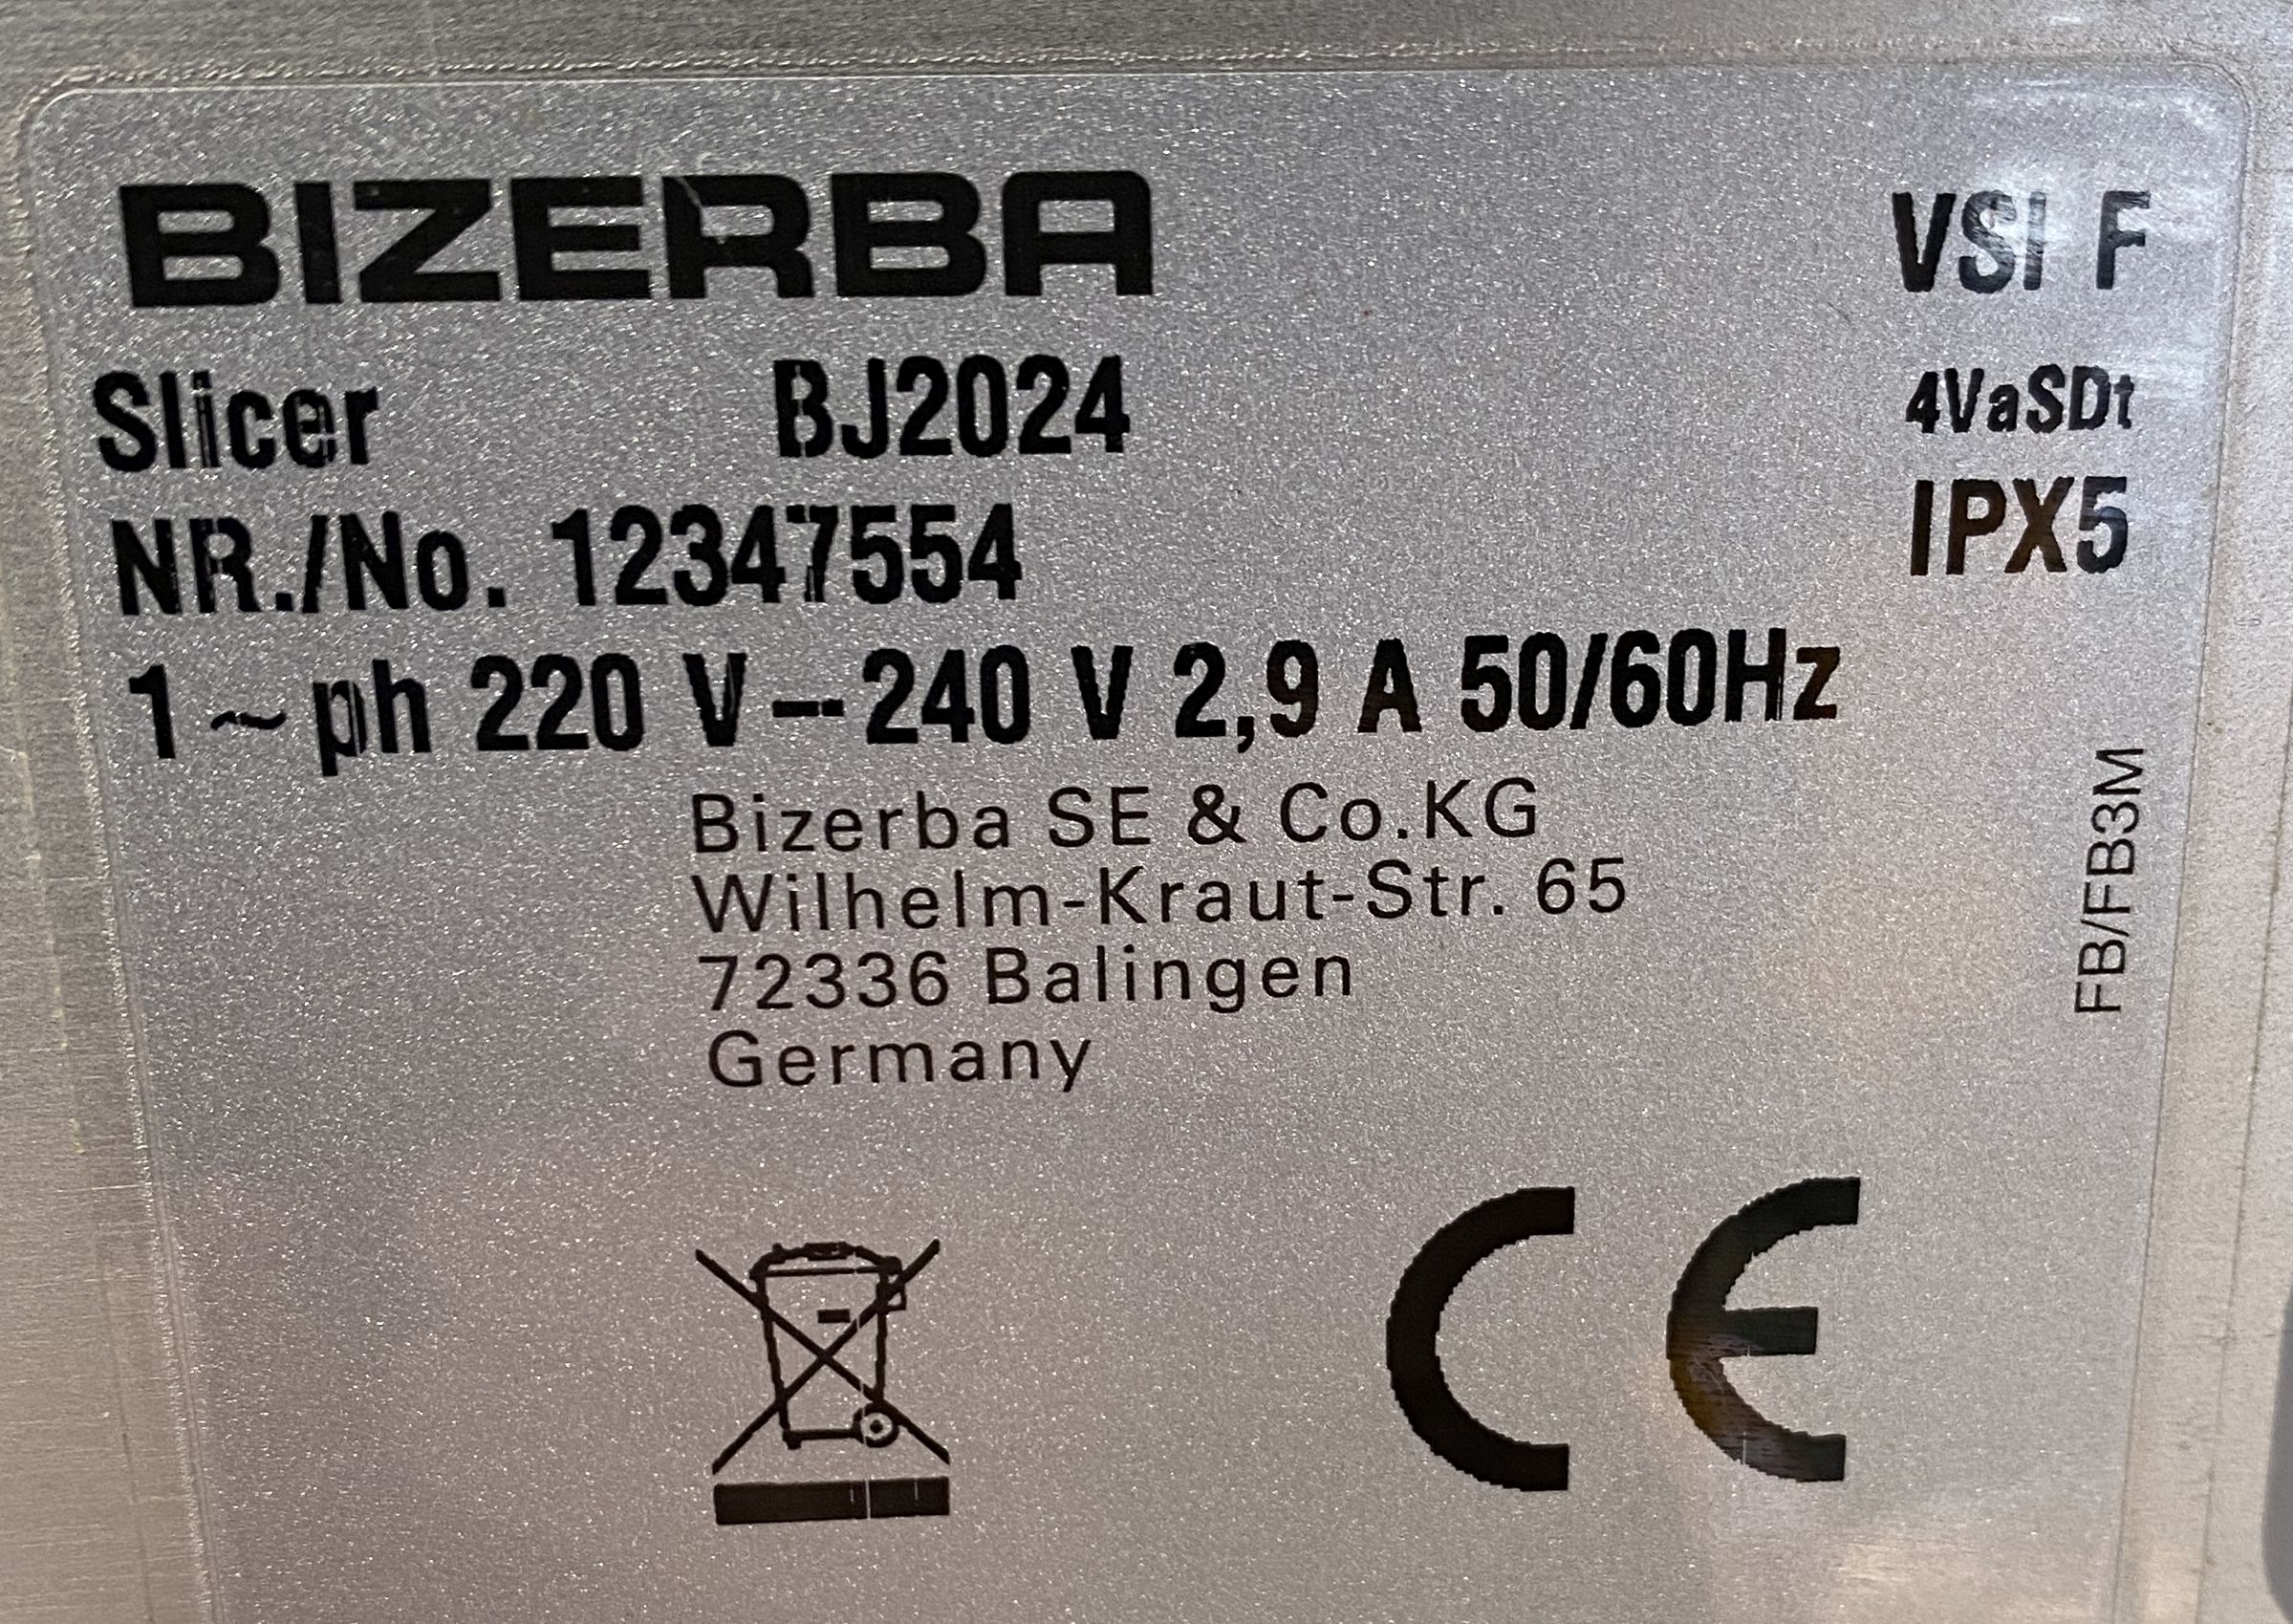 BIZERBA VSI F
Slicer BJ2024 4VaSDt
NR./No. 12347554 IPX5
1 ~ ph 220 V – 240 V 2,9 A 50/60Hz
Bizerba SE & Co.KG
Wilhelm-Kraut-Str. 65
72336 Balingen
Germany
FB/FB3M
CE